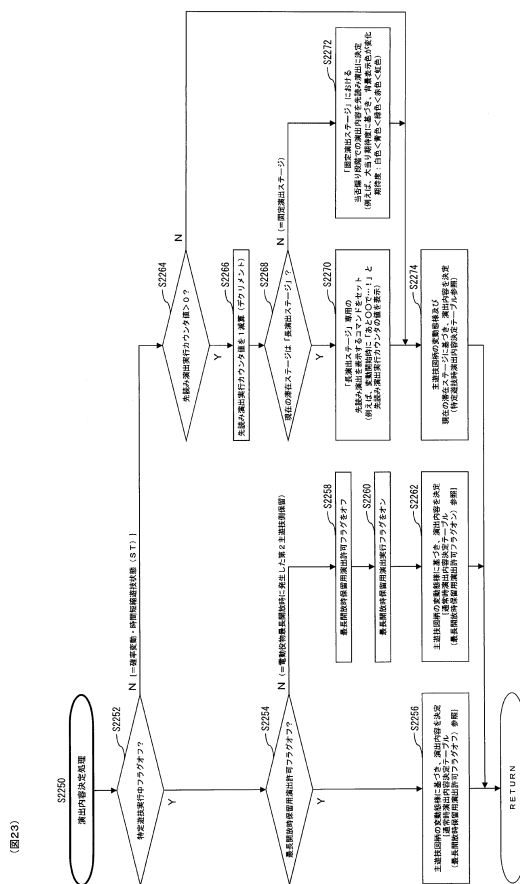 (図23)
S2250
演出内容決定処理
S2252
特定遊技実行中フラグオフ?
N [=確率変動・時間短縮遊技状態(ST)]
Y
S2254
最長開放時保留用演出許可フラグオフ?
N (=電動役物最長開放時に発生した第2主遊技側保留)
Y
S2256
主遊技図柄の変動態様に基づき、演出内容を決定
[通常時演出内容決定テーブル
(最長開放時保留用演出許可フラグオフ)参照]
S2258
最長開放時保留用演出許可フラグをオフ
S2260
最長開放時保留用演出実行フラグをオン
S2262
主遊技図柄の変動態様に基づき、演出内容を決定
[通常時演出内容決定テーブル
(最長開放時保留用演出許可フラグオン)参照]
S2264
先読み演出実行カウンタ値>0?
N
Y
S2266
先読み演出実行カウンタ値を1減算(デクリメント)
S2268
現在の滞在ステージは「長演出ステージ」?
N (=固定演出ステージ)
Y
S2270
「長演出ステージ」専用の
先読み演出を表示するコマンドをセット
(例えば、変動開始時に「あと〇〇で…!」と
先読み演出実行カウンタの値を表示)
S2272
「固定演出ステージ」における
当否煽り段階での演出内容を先読み演出に決定
(例えば、大当り期待度に基づき、背景表示色が変化
期待度:白色<青色<緑色<赤色<虹色)
S2274
主遊技図柄の変動態様及び
現在の滞在ステージに基づき、演出内容を決定
(特定遊技時演出内容決定テーブル参照)
RETURN